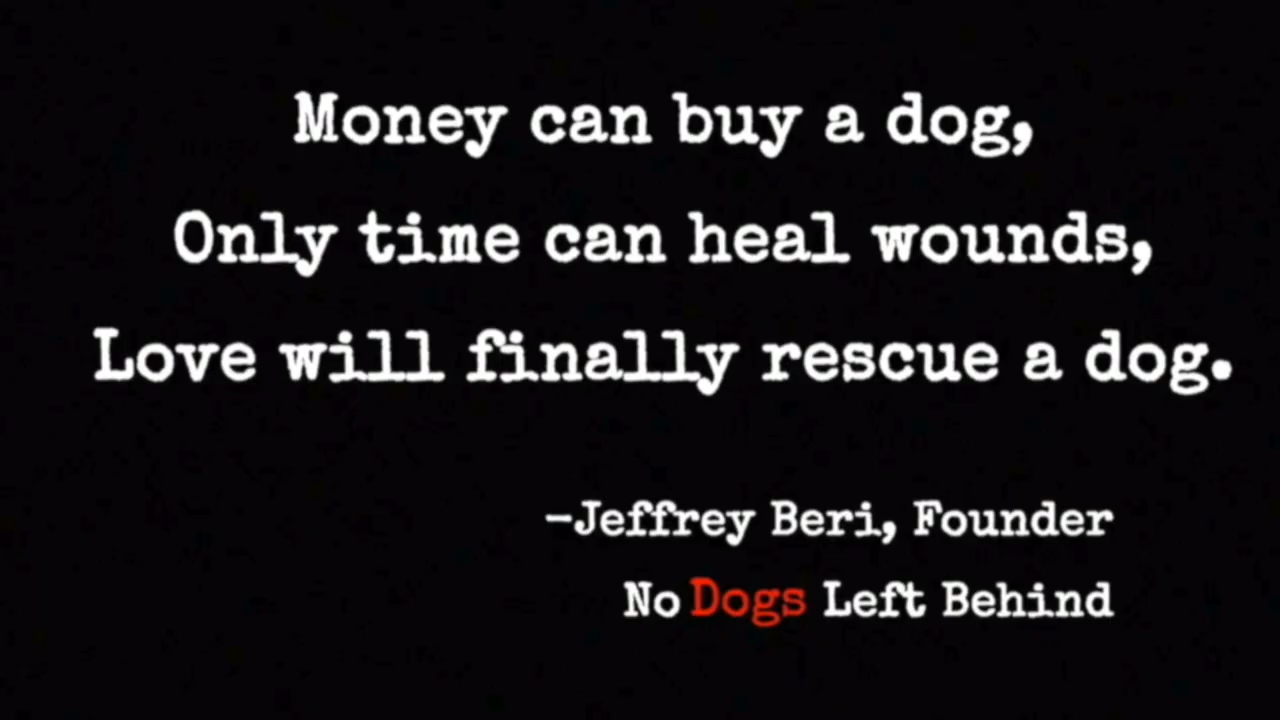 Money can buy a dog,
Only time can heal wounds,
Love will finally rescue a dog.
-Jeffrey Beri, Founder
No Dogs Left Behind